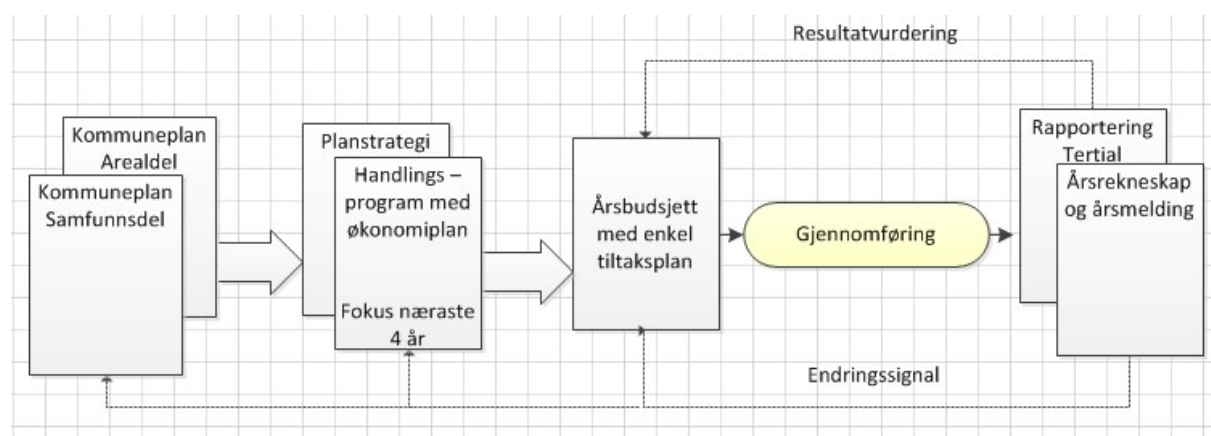 Resultatvurdering
Kommuneplan
Arealdel
Kommuneplan
Samfunnsdel
Planstrategi
Handlings –
program med
økonomiplan
Fokus næraste
4 år
Årsbudsjett
med enkel
tiltaksplan
Gjennomføring
Rapportering
Tertial
Årsrekneskap
og årsmelding
Endringssignal